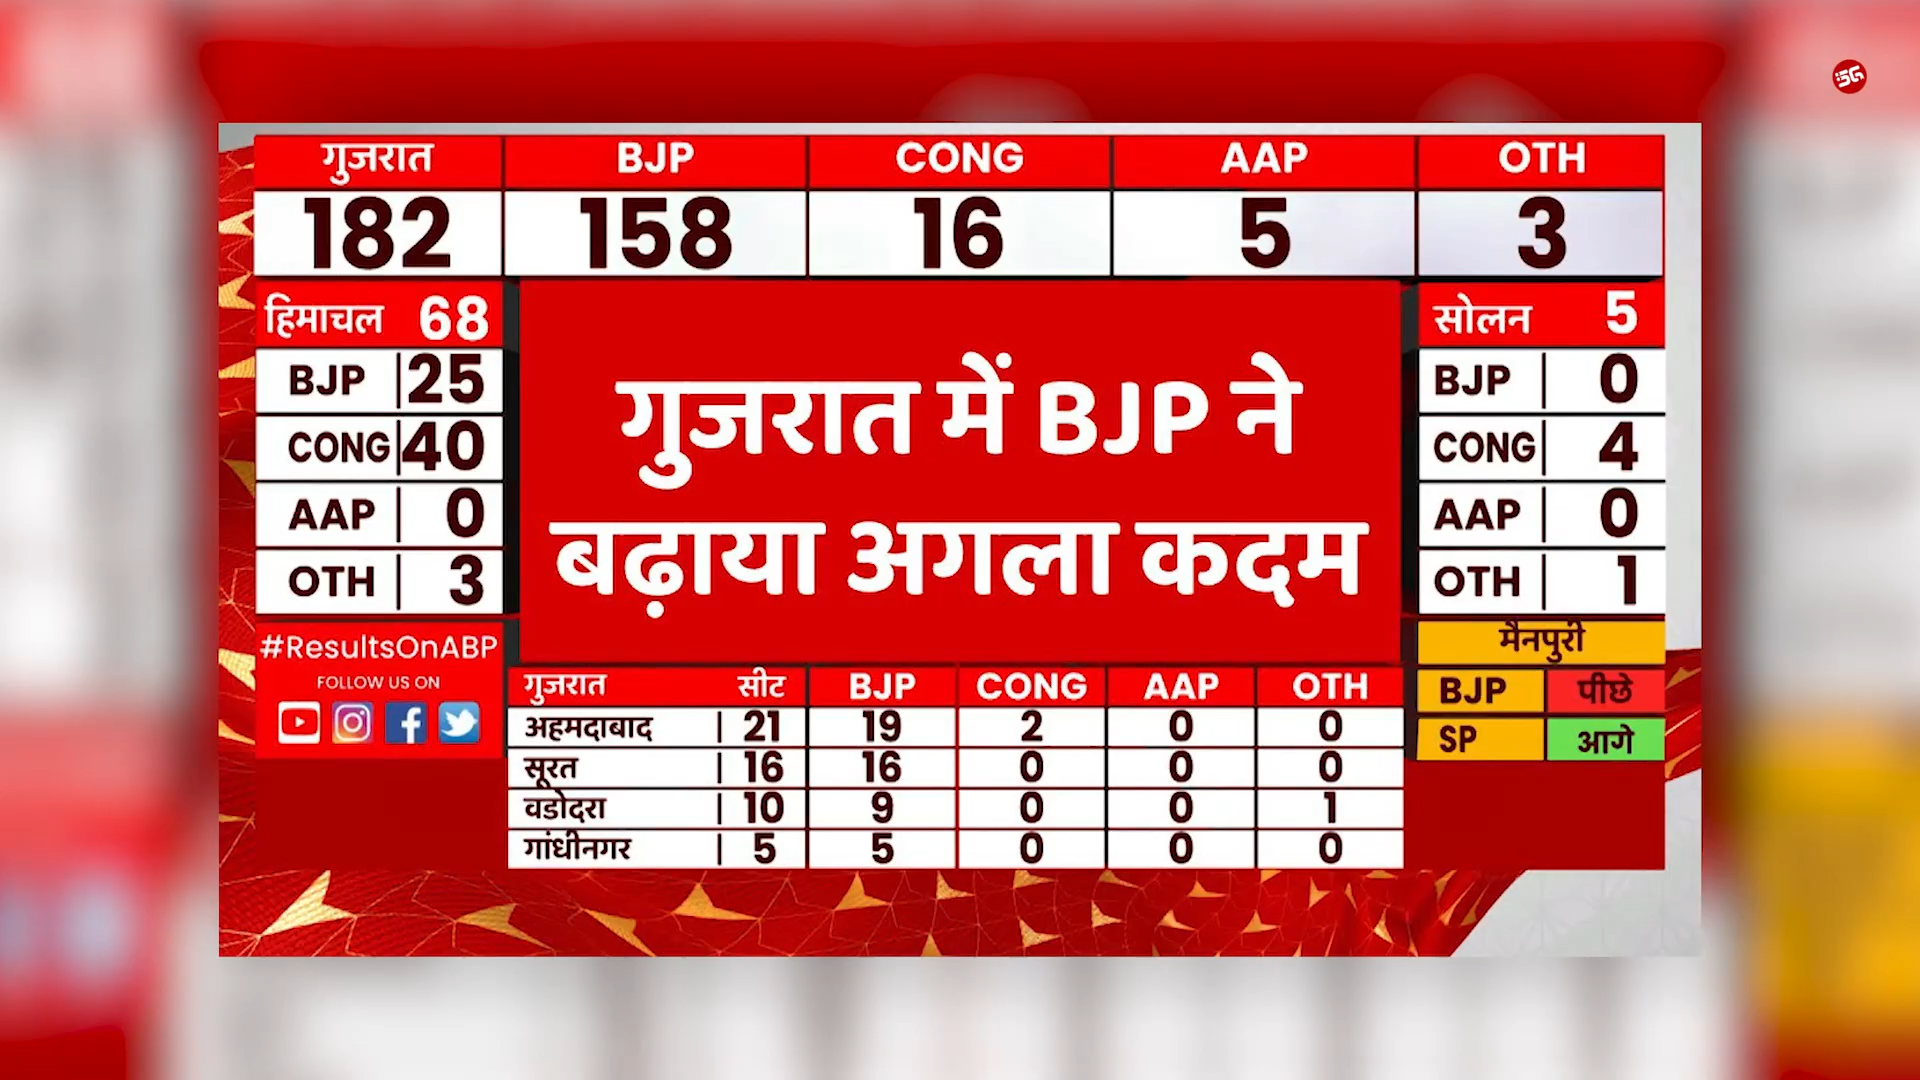 5G
गुजरात BJP CONG AAP OTH
182 158 16 5 3
हिमाचल 68
BJP 25
CONG 40
AAP 0
OTH 3
#ResultsOnABP
FOLLOW US ON
गुजरात में BJP ने
बढ़ाया अगला कदम
सोलन 5
BJP 0
CONG 4
AAP 0
OTH 1
मैनपुरी
BJP पीछे
SP आगे
गुजरात सीट BJP CONG AAP OTH
अहमदाबाद 21 19 2 0 0
सूरत 16 16 0 0 0
वडोदरा 10 9 0 0 1
गांधीनगर 5 5 0 0 0